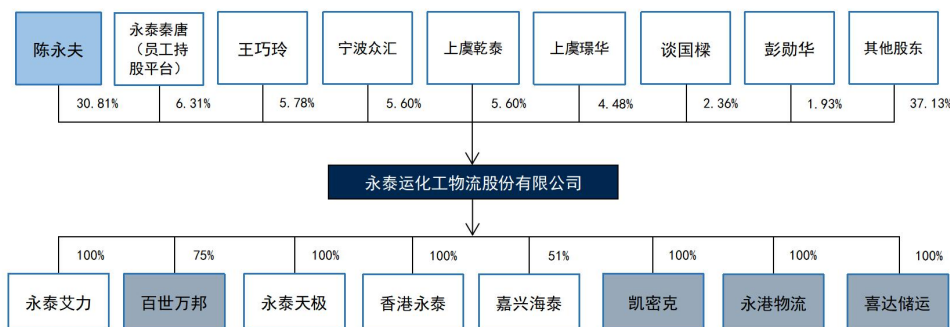 陈永夫
永泰秦唐
（员工持
股平台）
王巧玲
宁波众汇
上虞乾泰
上虞璟华
谈国樑
彭勋华
其他股东
30.81%
6.31%
5.78%
5.60%
5.60%
4.48%
2.36%
1.93%
37.13%
永泰运化工物流股份有限公司
100%
75%
100%
100%
51%
100%
100%
100%
永泰艾力
百世万邦
永泰天极
香港永泰
嘉兴海泰
凯密克
永港物流
喜达储运